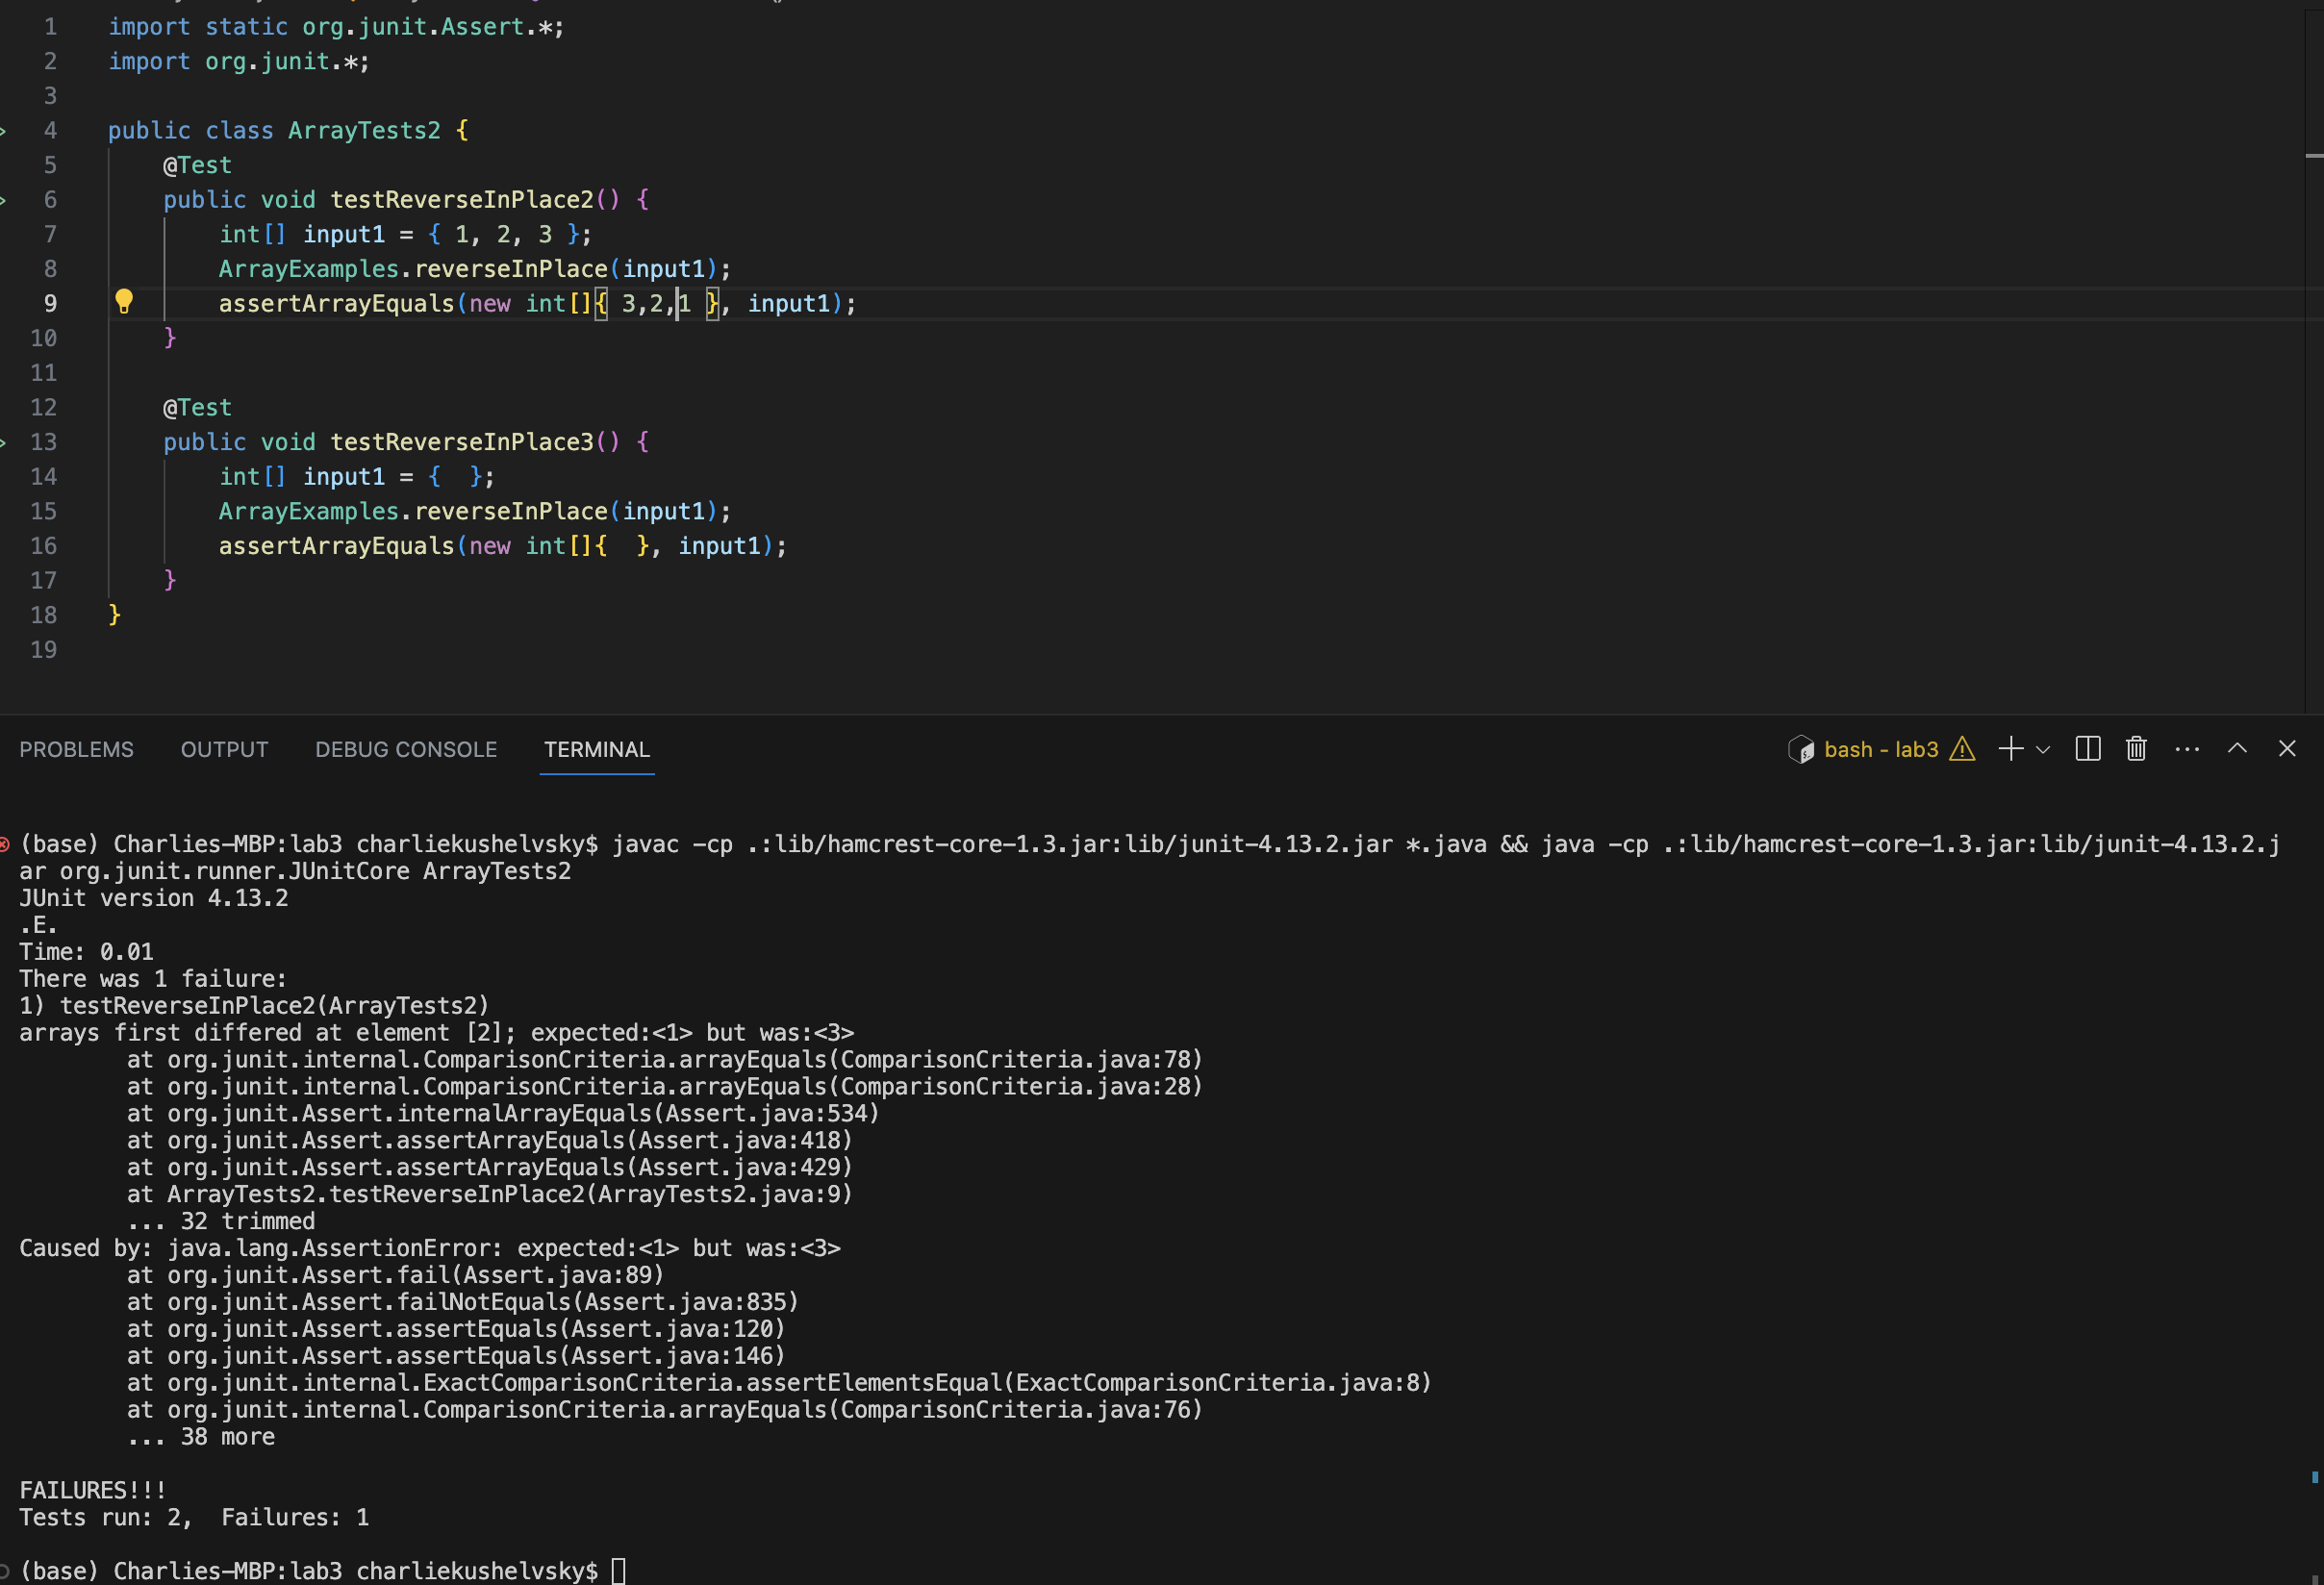 1 import static org.junit.Assert.*;
2 import org.junit.*;
3
4 public class ArrayTests2 {
5     @Test
6     public void testReverseInPlace2() {
7         int[] input1 = { 1, 2, 3 };
8         ArrayExamples.reverseInPlace(input1);
9         assertArrayEquals(new int[]{ 3,2,1 }, input1);
10     }
11
12     @Test
13     public void testReverseInPlace3() {
14         int[] input1 = {  };
15         ArrayExamples.reverseInPlace(input1);
16         assertArrayEquals(new int[]{  }, input1);
17     }
18 }
19
PROBLEMS OUTPUT DEBUG CONSOLE TERMINAL bash - lab3
(base) Charlies-MBP:lab3 charliekushelvsky$ javac -cp .:lib/hamcrest-core-1.3.jar:lib/junit-4.13.2.jar *.java && java -cp .:lib/hamcrest-core-1.3.jar:lib/junit-4.13.2.j
ar org.junit.runner.JUnitCore ArrayTests2
JUnit version 4.13.2
.E.
Time: 0.01
There was 1 failure:
1) testReverseInPlace2(ArrayTests2)
arrays first differed at element [2]; expected:<1> but was:<3>
        at org.junit.internal.ComparisonCriteria.arrayEquals(ComparisonCriteria.java:78)
        at org.junit.internal.ComparisonCriteria.arrayEquals(ComparisonCriteria.java:28)
        at org.junit.Assert.internalArrayEquals(Assert.java:534)
        at org.junit.Assert.assertArrayEquals(Assert.java:418)
        at org.junit.Assert.assertArrayEquals(Assert.java:429)
        at ArrayTests2.testReverseInPlace2(ArrayTests2.java:9)
        ... 32 trimmed
Caused by: java.lang.AssertionError: expected:<1> but was:<3>
        at org.junit.Assert.fail(Assert.java:89)
        at org.junit.Assert.failNotEquals(Assert.java:835)
        at org.junit.Assert.assertEquals(Assert.java:120)
        at org.junit.Assert.assertEquals(Assert.java:146)
        at org.junit.internal.ExactComparisonCriteria.assertElementsEqual(ExactComparisonCriteria.java:8)
        at org.junit.internal.ComparisonCriteria.arrayEquals(ComparisonCriteria.java:76)
        ... 38 more

FAILURES!!!
Tests run: 2,  Failures: 1

(base) Charlies-MBP:lab3 charliekushelvsky$